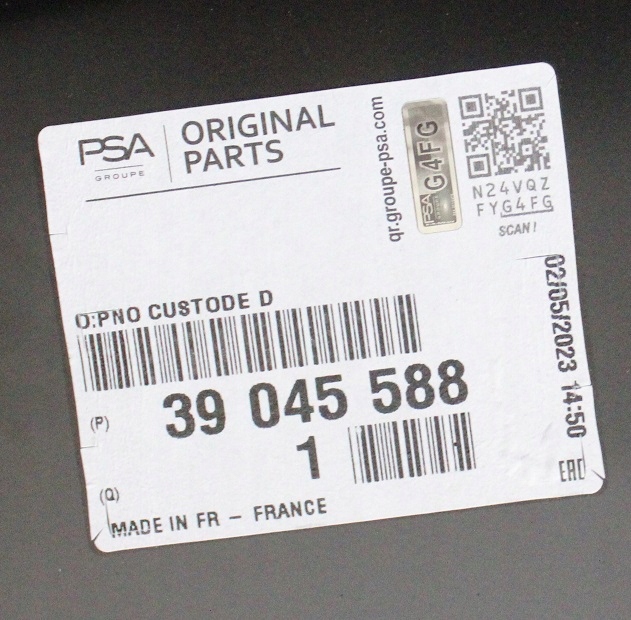 PSA
GROUPE
ORIGINAL
PARTS
qr.groupe-psa.com
PSA
G4FG
N24VQZ
FYG4FG
SCAN!
O:PNO CUSTODE D
02/05/2023 14:50
(P)
39 045 588
1
(Q)
EAC
MADE IN FR - FRANCE